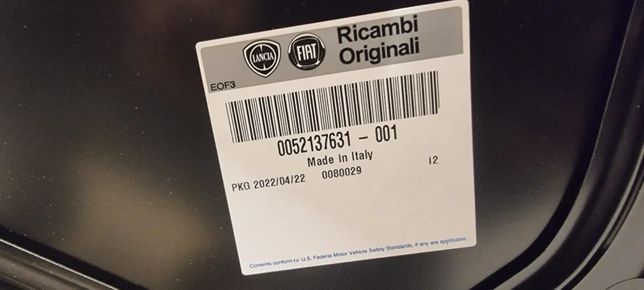 LANCIA FIAT Ricambi
Originali
EOF3
0052137631 - 001
Made in Italy
PKG 2022/04/22 0080029 12
Contents conform to U.S. Federal Motor Vehicle Safety Standards, if any are applicable